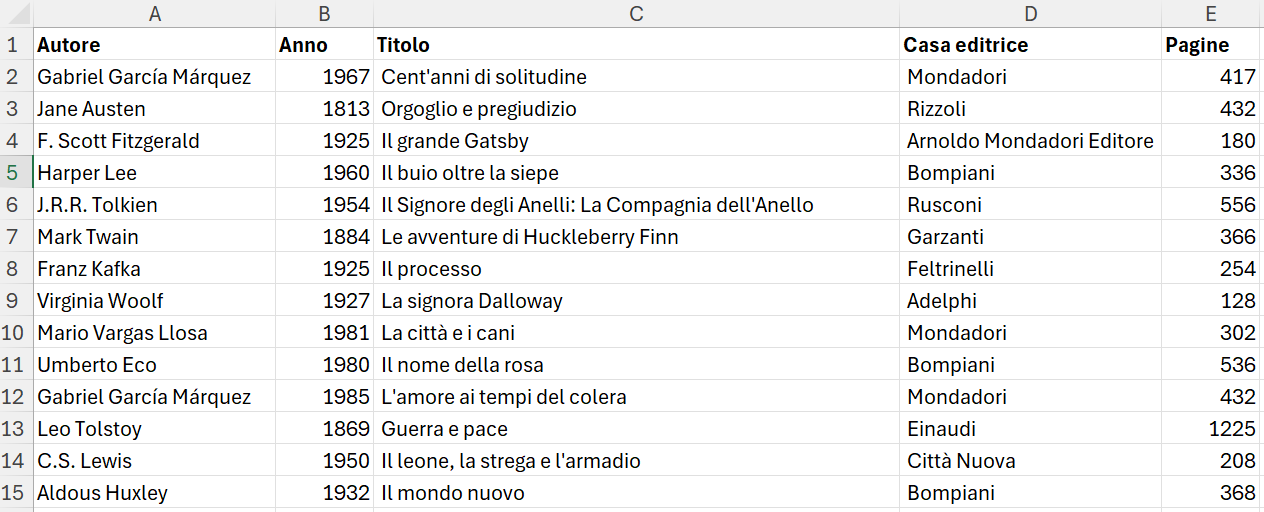 A B C D E
1 Autore Anno Titolo Casa editrice Pagine
2 Gabriel García Márquez 1967 Cent'anni di solitudine Mondadori 417
3 Jane Austen 1813 Orgoglio e pregiudizio Rizzoli 432
4 F. Scott Fitzgerald 1925 Il grande Gatsby Arnoldo Mondadori Editore 180
5 Harper Lee 1960 Il buio oltre la siepe Bompiani 336
6 J.R.R. Tolkien 1954 Il Signore degli Anelli: La Compagnia dell'Anello Rusconi 556
7 Mark Twain 1884 Le avventure di Huckleberry Finn Garzanti 366
8 Franz Kafka 1925 Il processo Feltrinelli 254
9 Virginia Woolf 1927 La signora Dalloway Adelphi 128
10 Mario Vargas Llosa 1981 La città e i cani Mondadori 302
11 Umberto Eco 1980 Il nome della rosa Bompiani 536
12 Gabriel García Márquez 1985 L'amore ai tempi del colera Mondadori 432
13 Leo Tolstoy 1869 Guerra e pace Einaudi 1225
14 C.S. Lewis 1950 Il leone, la strega e l'armadio Città Nuova 208
15 Aldous Huxley 1932 Il mondo nuovo Bompiani 368